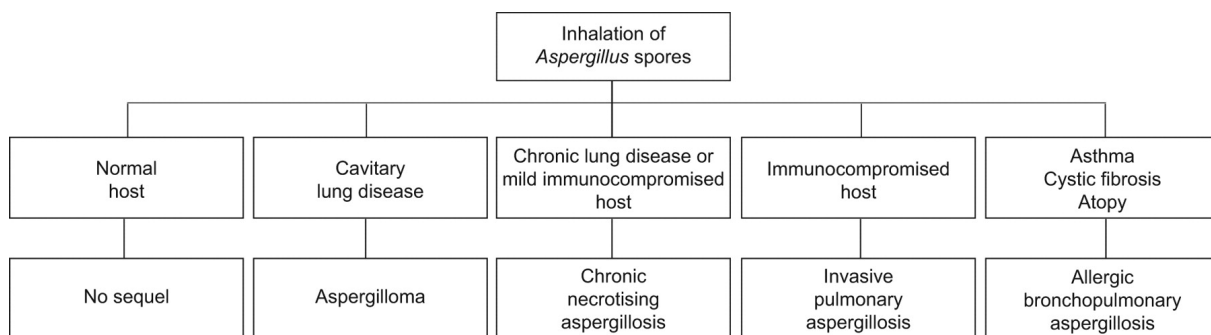 Inhalation of
Aspergillus spores
Normal
host
Cavitary
lung disease
Chronic lung disease or
mild immunocompromised
host
Immunocompromised
host
Asthma
Cystic fibrosis
Atopy
No sequel
Aspergilloma
Chronic
necrotising
aspergillosis
Invasive
pulmonary
aspergillosis
Allergic
bronchopulmonary
aspergillosis